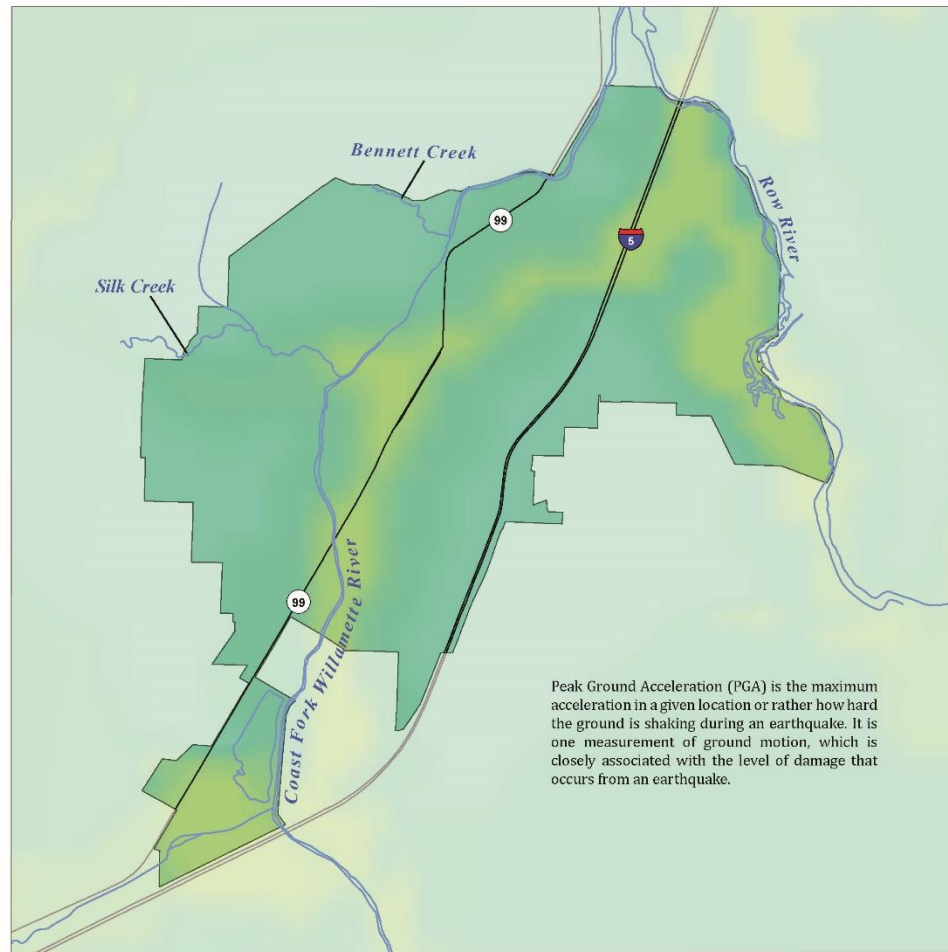 Bennett Creek
99
Row River
5
Silk Creek
99
Coast Fork Willamette River
Peak Ground Acceleration (PGA) is the maximum
acceleration in a given location or rather how hard
the ground is shaking during an earthquake. It is
one measurement of ground motion, which is
closely associated with the level of damage that
occurs from an earthquake.